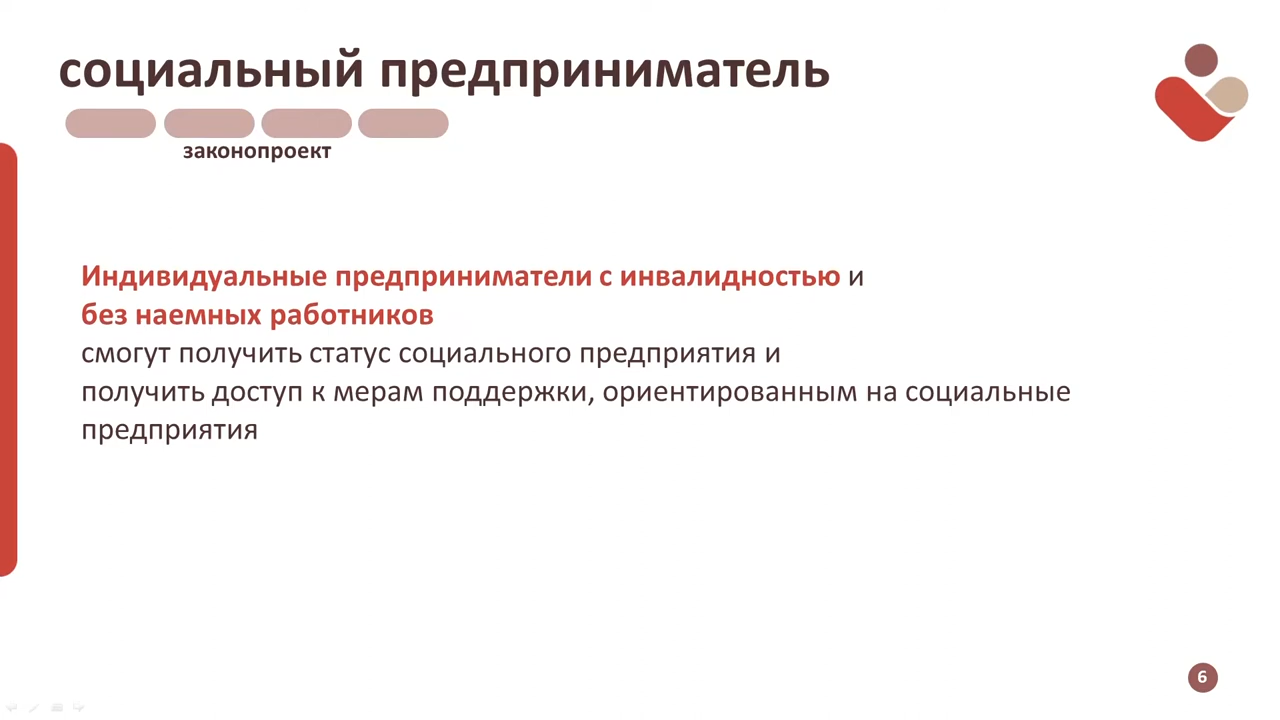 социальный предприниматель
законопроект
Индивидуальные предприниматели с инвалидностью и
без наемных работников
смогут получить статус социального предприятия и
получить доступ к мерам поддержки, ориентированным на социальные
предприятия
6